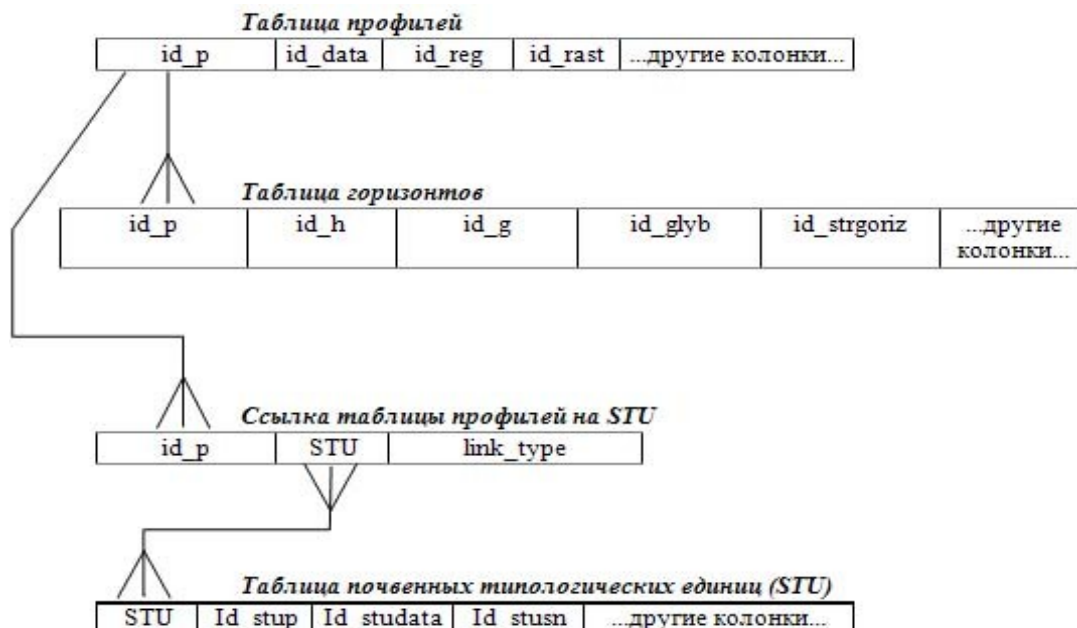 Таблица профилей
id_p id_data id_reg id_rast ...другие колонки...
Таблица горизонтов
id_p id_h id_g id_glyb id_strgoriz ...другие
колонки...
Ссылка таблицы профилей на STU
id_p STU link_type
Таблица почвенных типологических единиц (STU)
STU Id_stup Id_studata Id_stusn ...другие колонки...